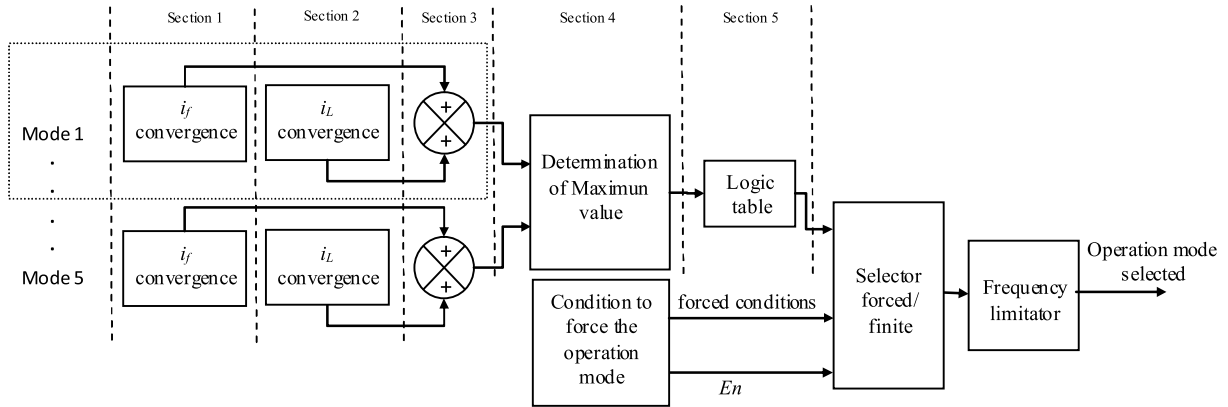 Section 1
Section 2
Section 3
Section 4
Section 5
Mode 1
.
.
.
.
Mode 5
i_f
convergence
i_L
convergence
+
+
i_f
convergence
i_L
convergence
+
+
Determination
of Maximun
value
Logic
table
Condition to
force the
operation
mode
forced conditions
En
Selector
forced/
finite
Frequency
limitator
Operation mode
selected